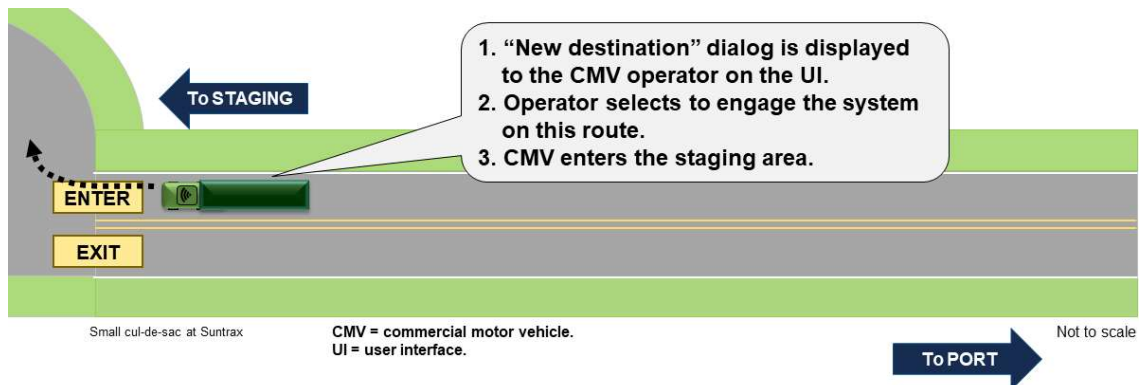 1. “New destination” dialog is displayed
to the CMV operator on the UI.
2. Operator selects to engage the system
on this route.
3. CMV enters the staging area.
To STAGING
ENTER
EXIT
Small cul-de-sac at Suntrax
CMV = commercial motor vehicle.
UI = user interface.
To PORT
Not to scale